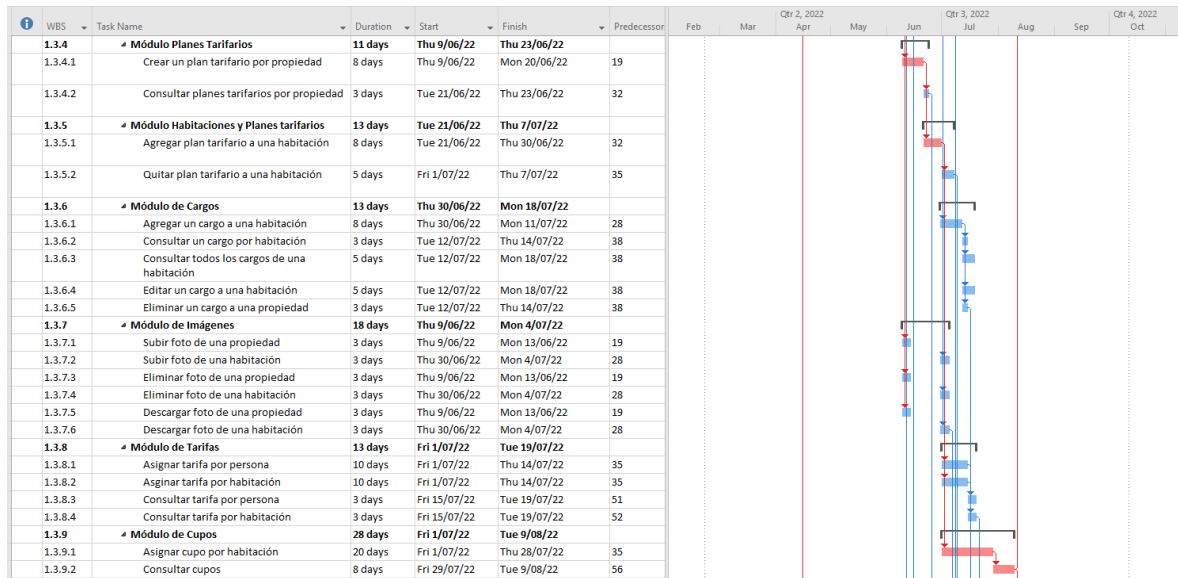 Qtr 2, 2022 Qtr 3, 2022 Qtr 4, 2022
WBS Task Name Duration Start Finish Predecessor Feb Mar Apr May Jun Jul Aug Sep Oct
1.3.4 Módulo Planes Tarifarios 11 days Thu 9/06/22 Thu 23/06/22
1.3.4.1 Crear un plan tarifario por propiedad 8 days Thu 9/06/22 Mon 20/06/22 19
1.3.4.2 Consultar planes tarifarios por propiedad 3 days Tue 21/06/22 Thu 23/06/22 32
1.3.5 Módulo Habitaciones y Planes tarifarios 13 days Tue 21/06/22 Thu 7/07/22
1.3.5.1 Agregar plan tarifario a una habitación 8 days Tue 21/06/22 Thu 30/06/22 32
1.3.5.2 Quitar plan tarifario a una habitación 5 days Fri 1/07/22 Thu 7/07/22 35
1.3.6 Módulo de Cargos 13 days Thu 30/06/22 Mon 18/07/22
1.3.6.1 Agregar un cargo a una habitación 8 days Thu 30/06/22 Mon 11/07/22 28
1.3.6.2 Consultar un cargo por habitación 3 days Tue 12/07/22 Thu 14/07/22 38
1.3.6.3 Consultar todos los cargos de una 5 days Tue 12/07/22 Mon 18/07/22 38
habitación
1.3.6.4 Editar un cargo a una habitación 5 days Tue 12/07/22 Mon 18/07/22 38
1.3.6.5 Eliminar un cargo a una propiedad 3 days Tue 12/07/22 Thu 14/07/22 38
1.3.7 Módulo de Imágenes 18 days Thu 9/06/22 Mon 4/07/22
1.3.7.1 Subir foto de una propiedad 3 days Thu 9/06/22 Mon 13/06/22 19
1.3.7.2 Subir foto de una habitación 3 days Thu 30/06/22 Mon 4/07/22 28
1.3.7.3 Eliminar foto de una propiedad 3 days Thu 9/06/22 Mon 13/06/22 19
1.3.7.4 Eliminar foto de una habitación 3 days Thu 30/06/22 Mon 4/07/22 28
1.3.7.5 Descargar foto de una propiedad 3 days Thu 9/06/22 Mon 13/06/22 19
1.3.7.6 Descargar foto de una habitación 3 days Thu 30/06/22 Mon 4/07/22 28
1.3.8 Módulo de Tarifas 13 days Fri 1/07/22 Tue 19/07/22
1.3.8.1 Asignar tarifa por persona 10 days Fri 1/07/22 Thu 14/07/22 35
1.3.8.2 Asginar tarifa por habitación 10 days Fri 1/07/22 Thu 14/07/22 35
1.3.8.3 Consultar tarifa por persona 3 days Fri 15/07/22 Tue 19/07/22 51
1.3.8.4 Consultar tarifa por habitación 3 days Fri 15/07/22 Tue 19/07/22 52
1.3.9 Módulo de Cupos 28 days Fri 1/07/22 Tue 9/08/22
1.3.9.1 Asignar cupo por habitación 20 days Fri 1/07/22 Thu 28/07/22 35
1.3.9.2 Consultar cupos 8 days Fri 29/07/22 Tue 9/08/22 56